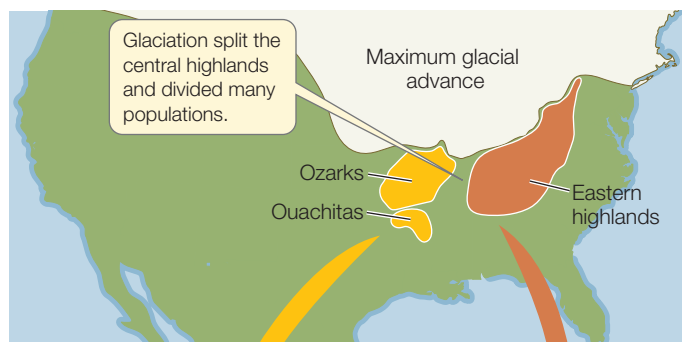 Glaciation split the
central highlands
and divided many
populations.
Maximum glacial
advance
Ozarks
Ouachitas
Eastern
highlands